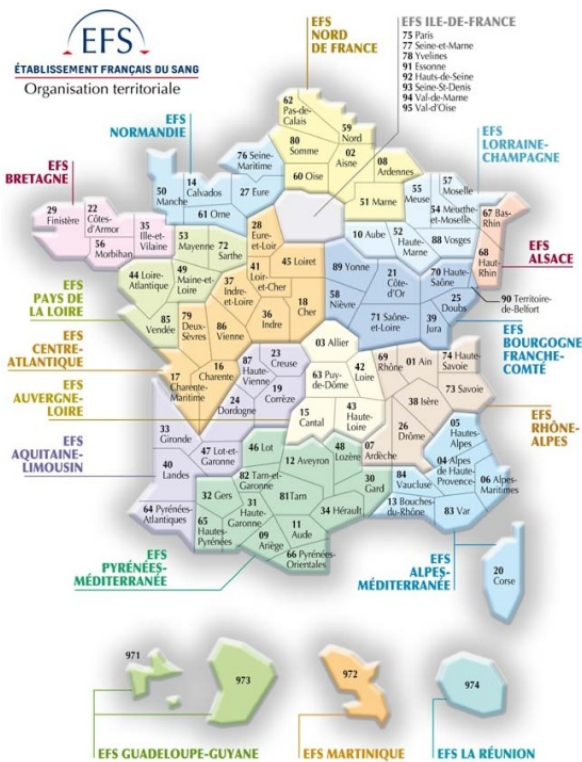 EFS
ÉTABLISSEMENT FRANÇAIS DU SANG
Organisation territoriale
EFS
NORD
DE FRANCE
EFS ILE-DE-FRANCE
75 Paris
77 Seine-et-Marne
78 Yvelines
91 Essonne
92 Hauts-de-Seine
93 Seine-St-Denis
94 Val-de-Marne
95 Val-d'Oise
62
Pas-de-
Calais
59
Nord
80
Somme
02
Aisne
60 Oise
08
Ardennes
51 Marne
EFS
NORMANDIE
76 Seine-
Maritime
14
Calvados
27 Eure
50
Manche
61 Orne
EFS
LORRAINE-
CHAMPAGNE
55
Meuse
57
Moselle
54 Meurthe-
et-Moselle
10 Aube
52
Haute-
Marne
88 Vosges
EFS
BRETAGNE
29
Finistère
22
Côtes-
d'Armor
35
Ille-et-
Vilaine
56
Morbihan
67 Bas-
Rhin
68
Haut-
Rhin
EFS
ALSACE
53
Mayenne
72
Sarthe
44 Loire-
Atlantique
49
Maine-et-
Loire
85
Vendée
EFS
PAYS DE
LA LOIRE
28
Eure-
et-Loir
45 Loiret
41
Loir-
et-Cher
37
Indre-
et-Loire
18
Cher
36
Indre
79
Deux-
Sèvres
86
Vienne
16
Charente
17
Charente-
Maritime
EFS
CENTRE-
ATLANTIQUE
89 Yonne
21
Côte-
d'Or
70 Haute-
Saône
58
Nièvre
25
Doubs
71 Saône-
et-Loire
39
Jura
90 Territoire-
de-Belfort
EFS
BOURGOGNE
FRANCHE-
COMTÉ
03 Allier
63 Puy-
de-Dôme
42
Loire
15
Cantal
43
Haute-
Loire
EFS
AUVERGNE-
LOIRE
23
Creuse
87
Haute-
Vienne
19
Corrèze
24
Dordogne
33
Gironde
47 Lot-et-
Garonne
40
Landes
64 Pyrénées-
Atlantiques
EFS
AQUITAINE-
LIMOUSIN
69
Rhône
01 Ain
74 Haute-
Savoie
73 Savoie
38 Isère
26
Drôme
07
Ardèche
EFS
RHÔNE-
ALPES
46 Lot
12 Aveyron
48
Lozère
82 Tarn-et-
Garonne
30
Gard
32 Gers
81Tarn
31
Haute-
Garonne
34 Hérault
65
Hautes-
Pyrénées
09
Ariège
11
Aude
66 Pyrénées-
Orientales
EFS
PYRÉNÉES-
MÉDITERRANÉE
05
Hautes-
Alpes
04 Alpes
de Haute-
Provence
06 Alpes-
Maritimes
84
Vaucluse
13 Bouches-
du-Rhône
83 Var
20
Corse
EFS
ALPES-
MÉDITERRANÉE
971
973
972
974
EFS GUADELOUPE-GUYANE
EFS MARTINIQUE
EFS LA RÉUNION